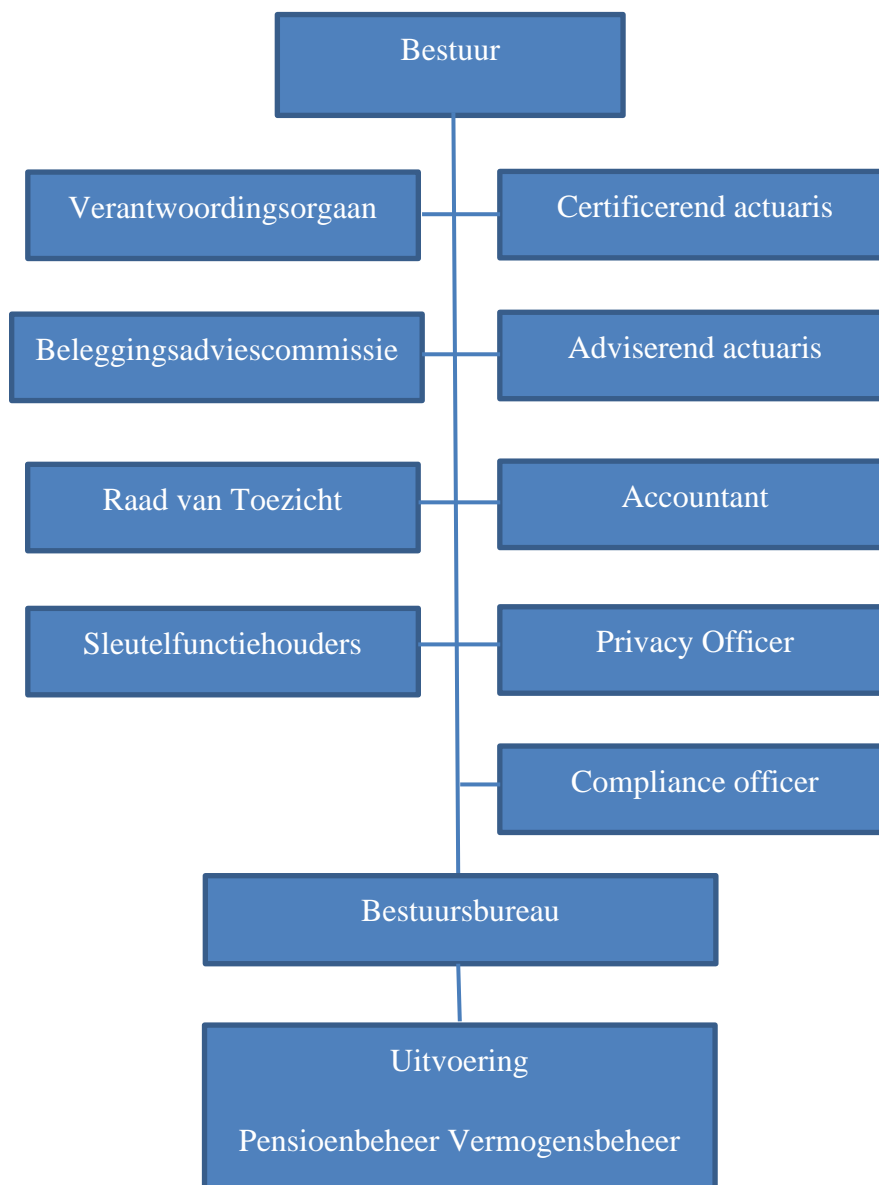 Bestuur
Verantwoordingsorgaan
Certificerend actuaris
Beleggingsadviescommissie
Adviserend actuaris
Raad van Toezicht
Accountant
Sleutelfunctiehouders
Privacy Officer
Compliance officer
Bestuursbureau
Uitvoering
Pensioenbeheer Vermogensbeheer